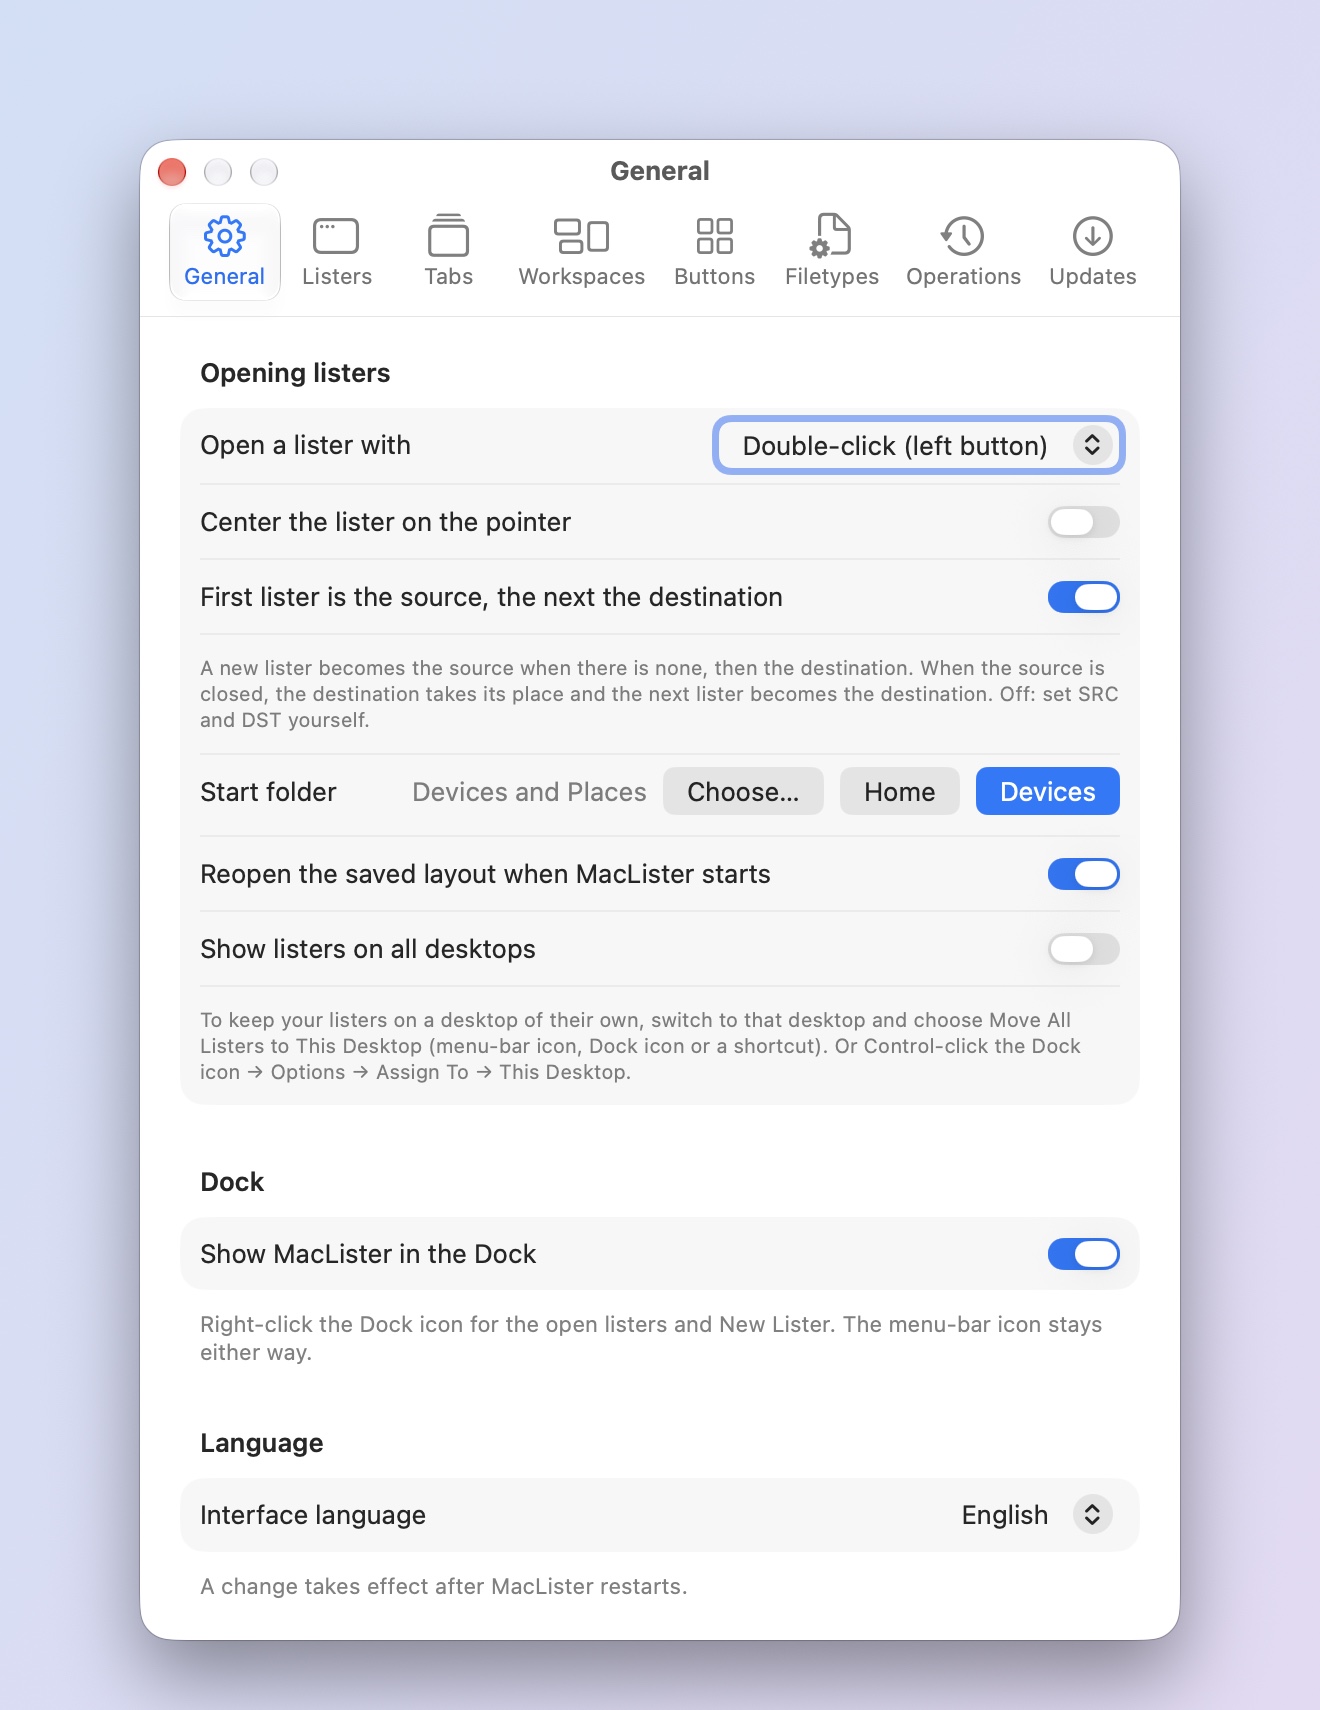 General
General
Listers
Tabs
Workspaces
Buttons
Filetypes
Operations
Updates
Opening listers
Open a lister with
Double-click (left button)
Center the lister on the pointer
First lister is the source, the next the destination
A new lister becomes the source when there is none, then the destination. When the source is
closed, the destination takes its place and the next lister becomes the destination. Off: set SRC
and DST yourself.
Start folder
Devices and Places
Choose...
Home
Devices
Reopen the saved layout when MacLister starts
Show listers on all desktops
To keep your listers on a desktop of their own, switch to that desktop and choose Move All
Listers to This Desktop (menu-bar icon, Dock icon or a shortcut). Or Control-click the Dock
icon → Options → Assign To → This Desktop.
Dock
Show MacLister in the Dock
Right-click the Dock icon for the open listers and New Lister. The menu-bar icon stays
either way.
Language
Interface language
English
A change takes effect after MacLister restarts.